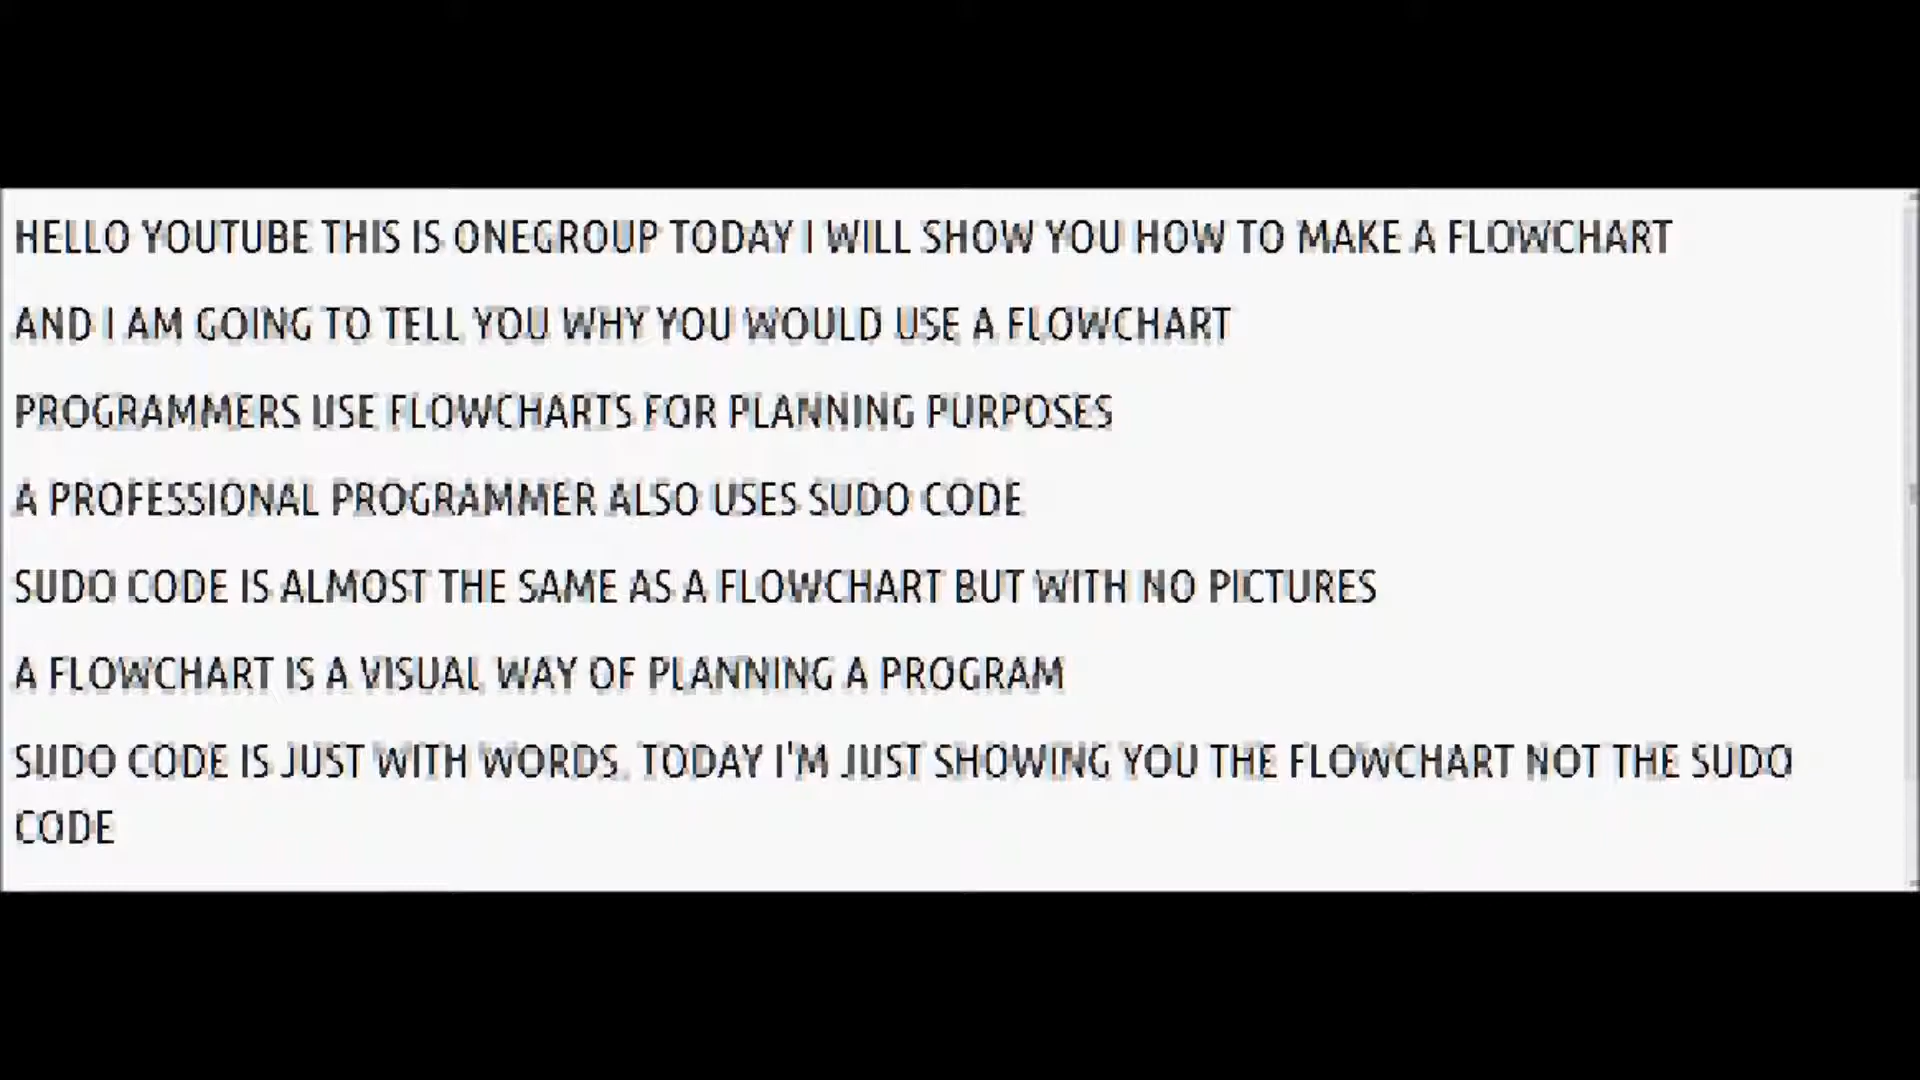 HELLO YOUTUBE THIS IS ONEGROUP TODAY I WILL SHOW YOU HOW TO MAKE A FLOWCHART
AND I AM GOING TO TELL YOU WHY YOU WOULD USE A FLOWCHART
PROGRAMMERS USE FLOWCHARTS FOR PLANNING PURPOSES
A PROFESSIONAL PROGRAMMER ALSO USES SUDO CODE
SUDO CODE IS ALMOST THE SAME AS A FLOWCHART BUT WITH NO PICTURES
A FLOWCHART IS A VISUAL WAY OF PLANNING A PROGRAM
SUDO CODE IS JUST WITH WORDS. TODAY I'M JUST SHOWING YOU THE FLOWCHART NOT THE SUDO
CODE